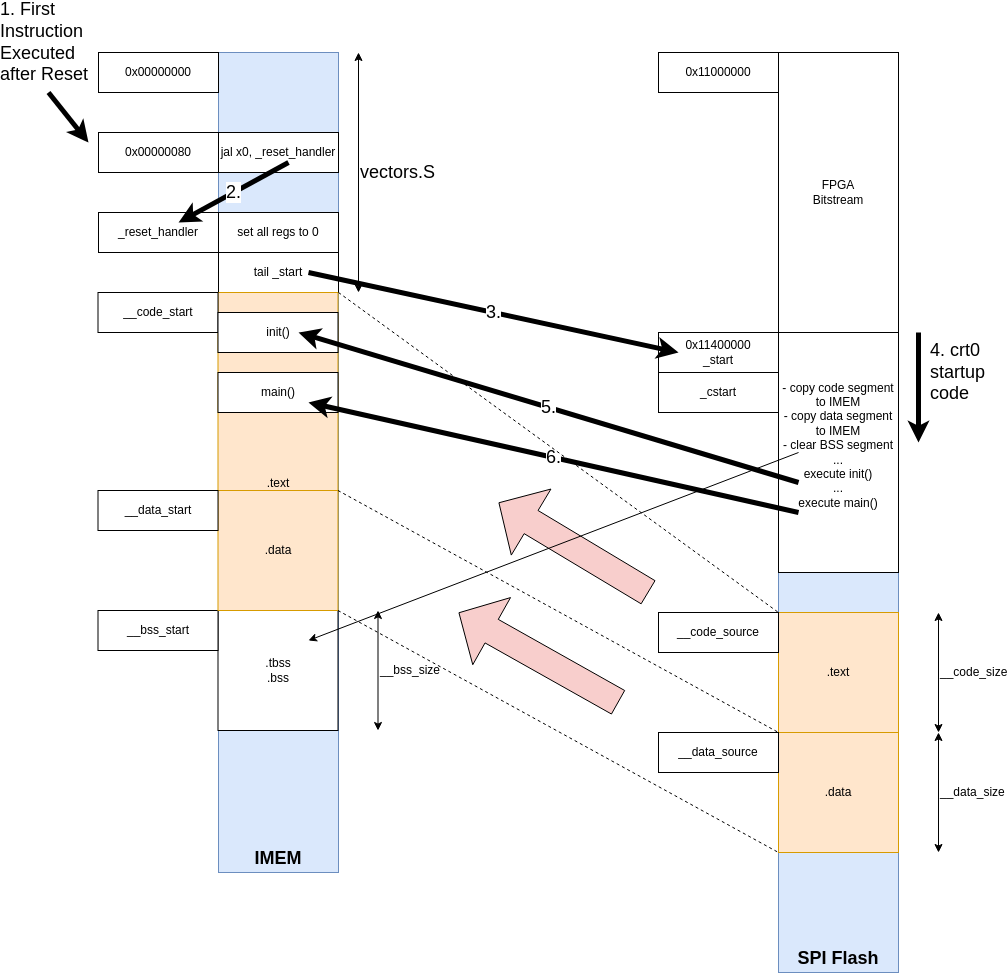 1. First
Instruction
Executed
after Reset
0x00000000
0x00000080
jal x0, _reset_handler
2.
_reset_handler
set all regs to 0
tail _start
vectors.S
__code_start
init()
main()
.text
__data_start
.data
__bss_start
.tbss
.bss
__bss_size
IMEM
3.
5.
6.
0x11000000
FPGA
Bitstream
0x11400000
_start
_cstart
- copy code segment
to IMEM
- copy data segment
to IMEM
- clear BSS segment
...
execute init()
...
execute main()
4. crt0
startup
code
__code_source
.text
__code_size
__data_source
.data
__data_size
SPI Flash